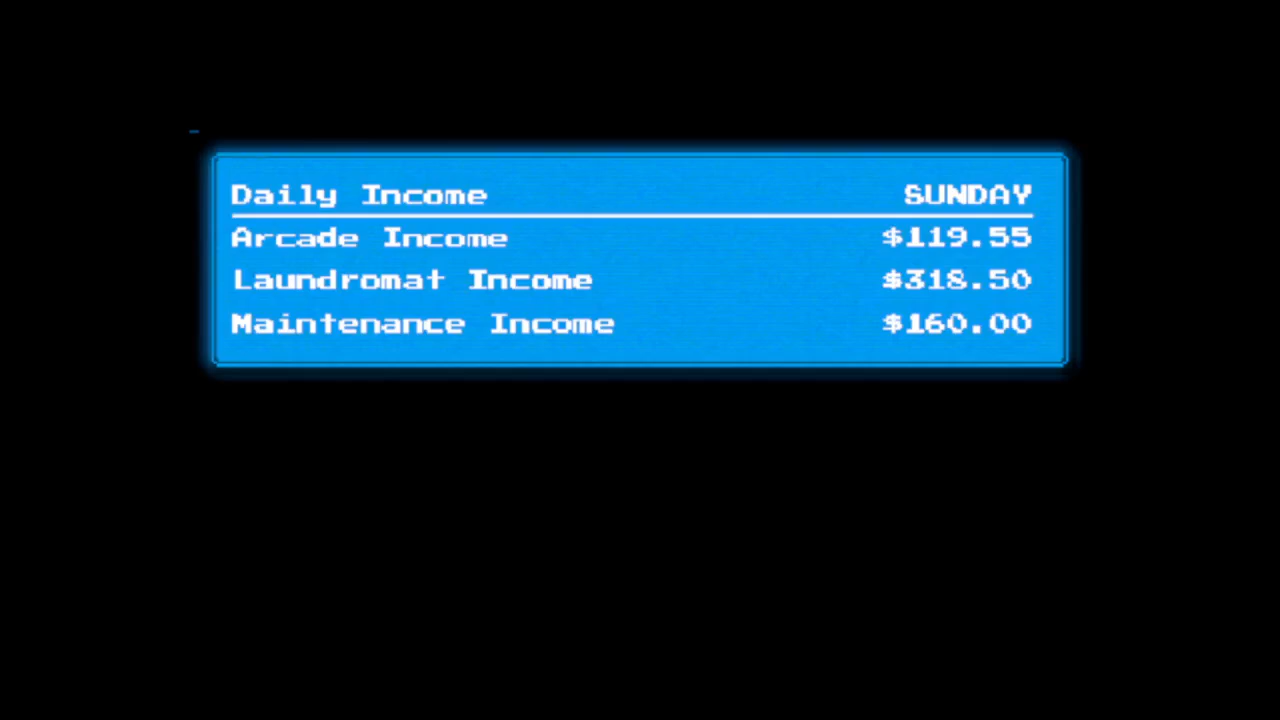 Daily Income SUNDAY
Arcade Income $119.55
Laundromat Income $318.50
Maintenance Income $160.00